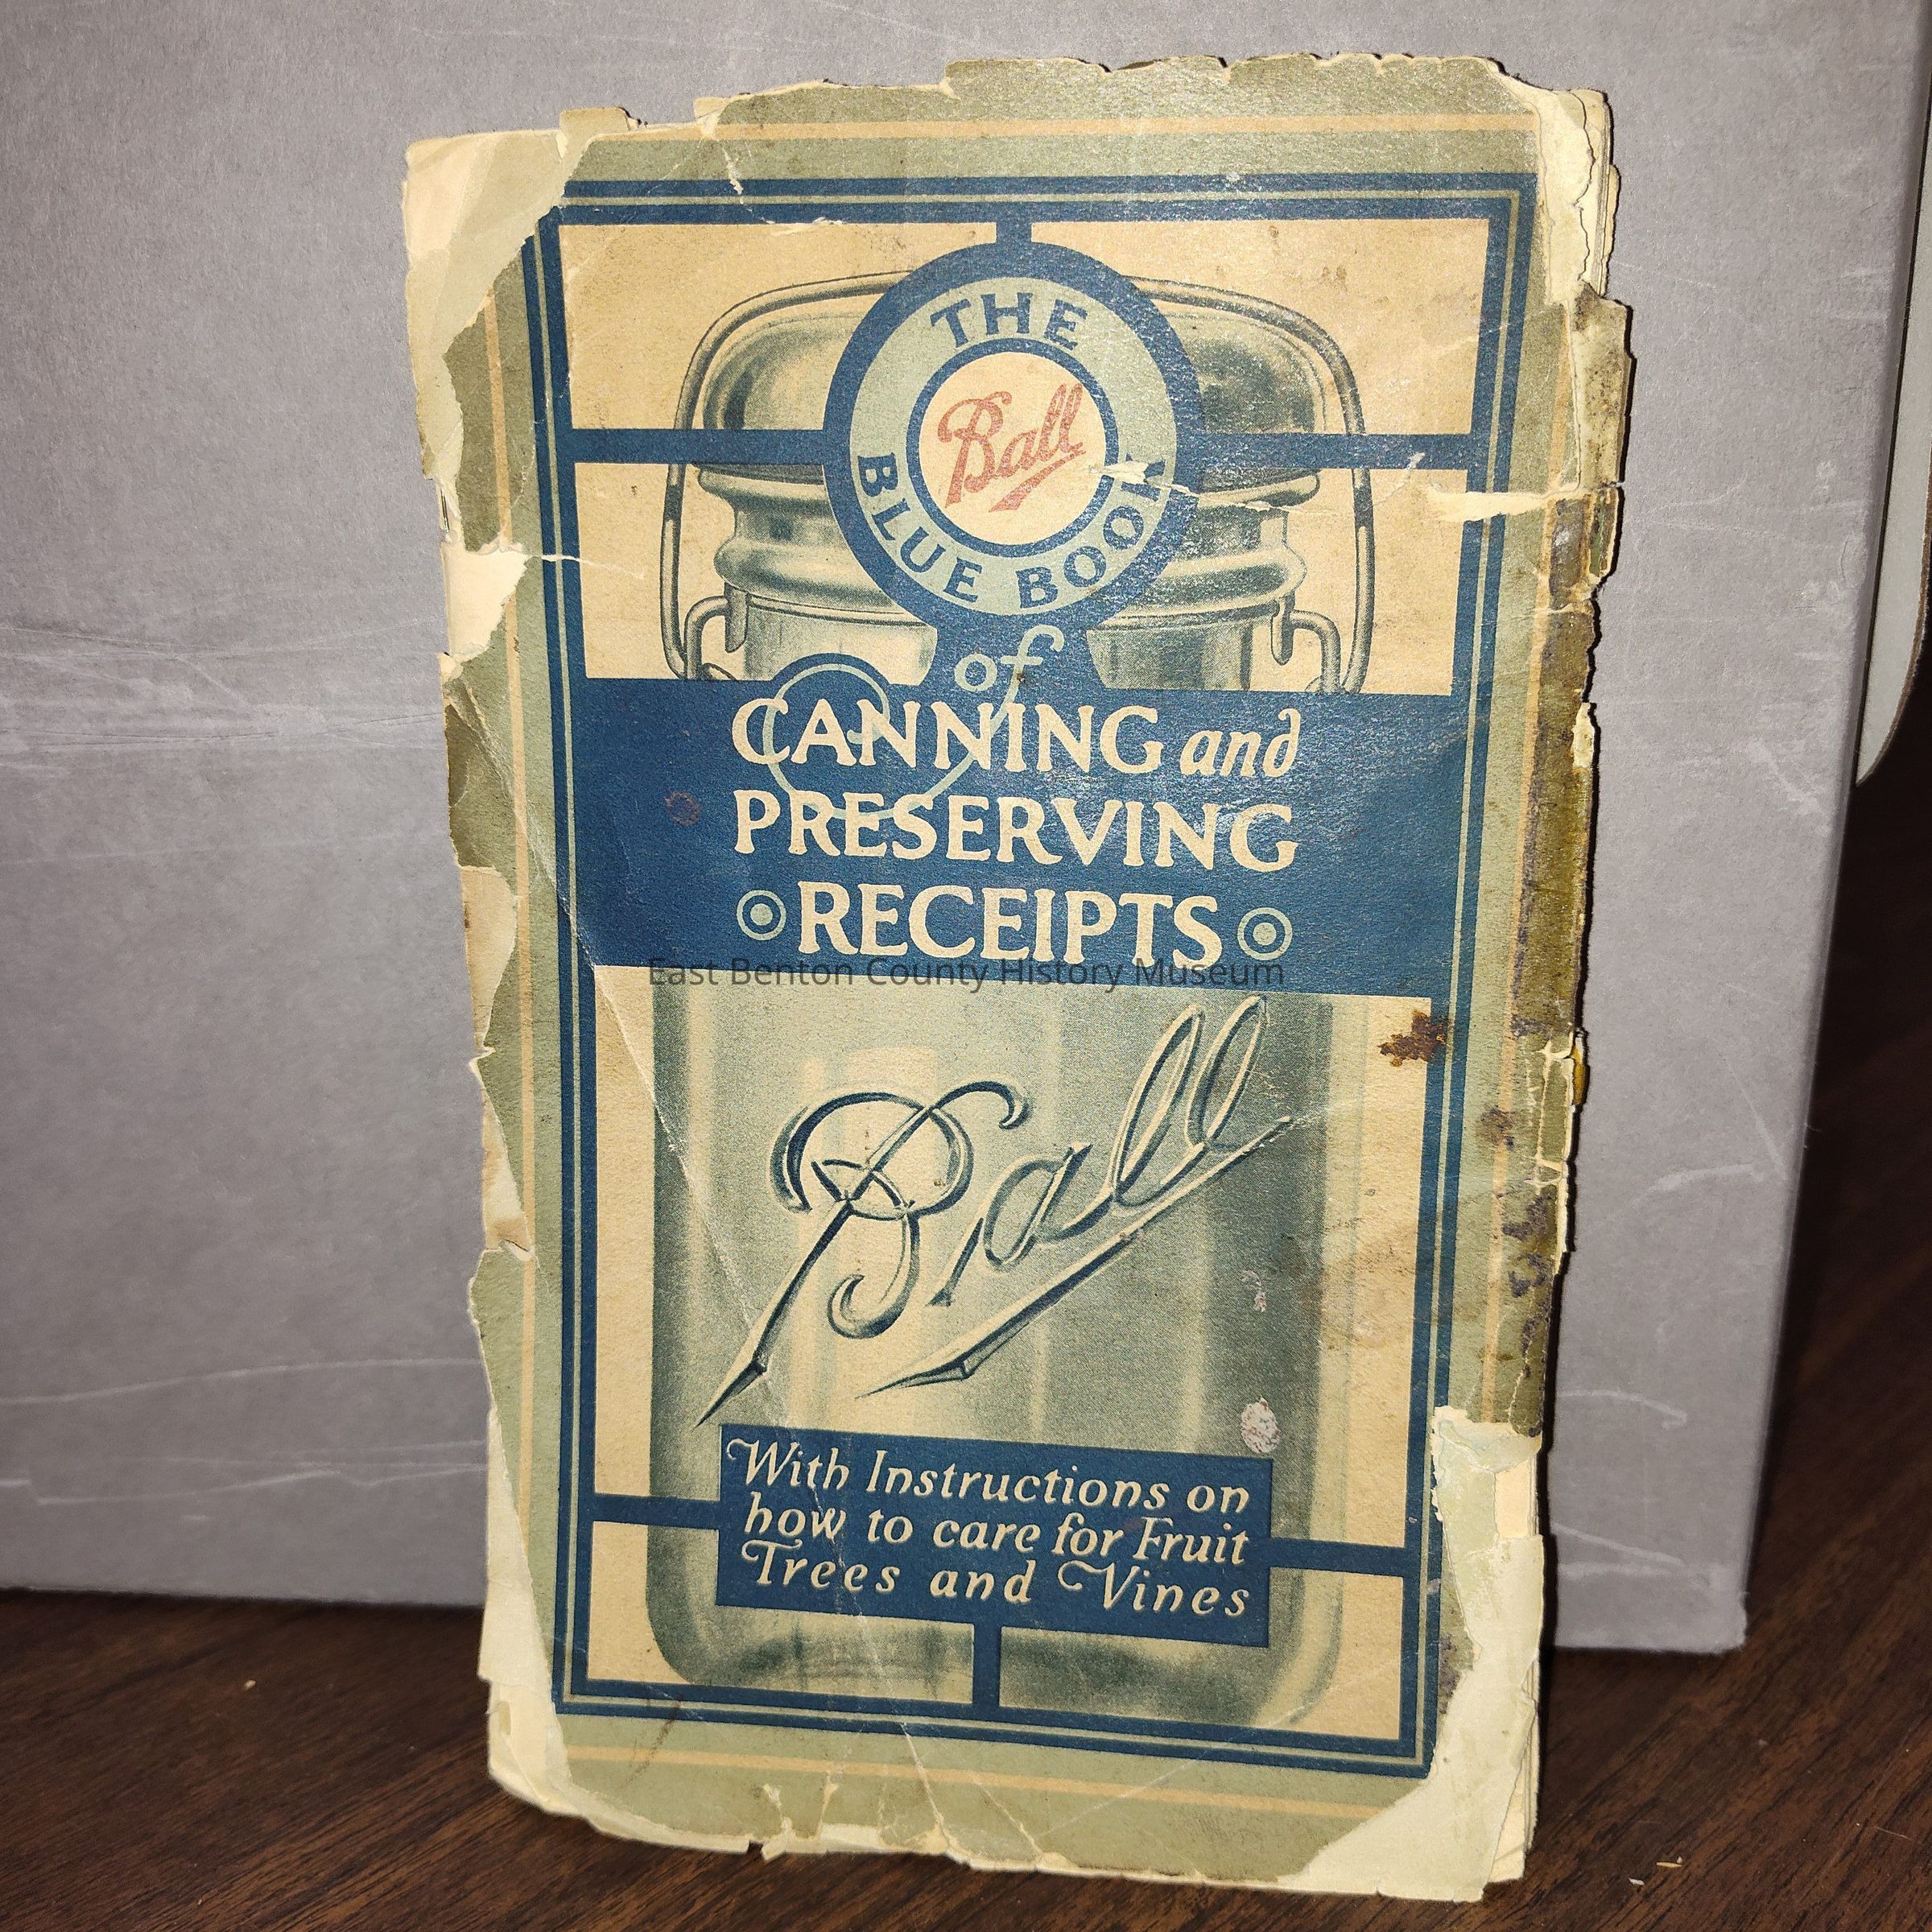 THE
Ball
BLUE BOOK
of
CANNING and
PRESERVING
RECEIPTS
East Benton County History Museum
Ball
With Instructions on
how to care for Fruit
Trees and Vines